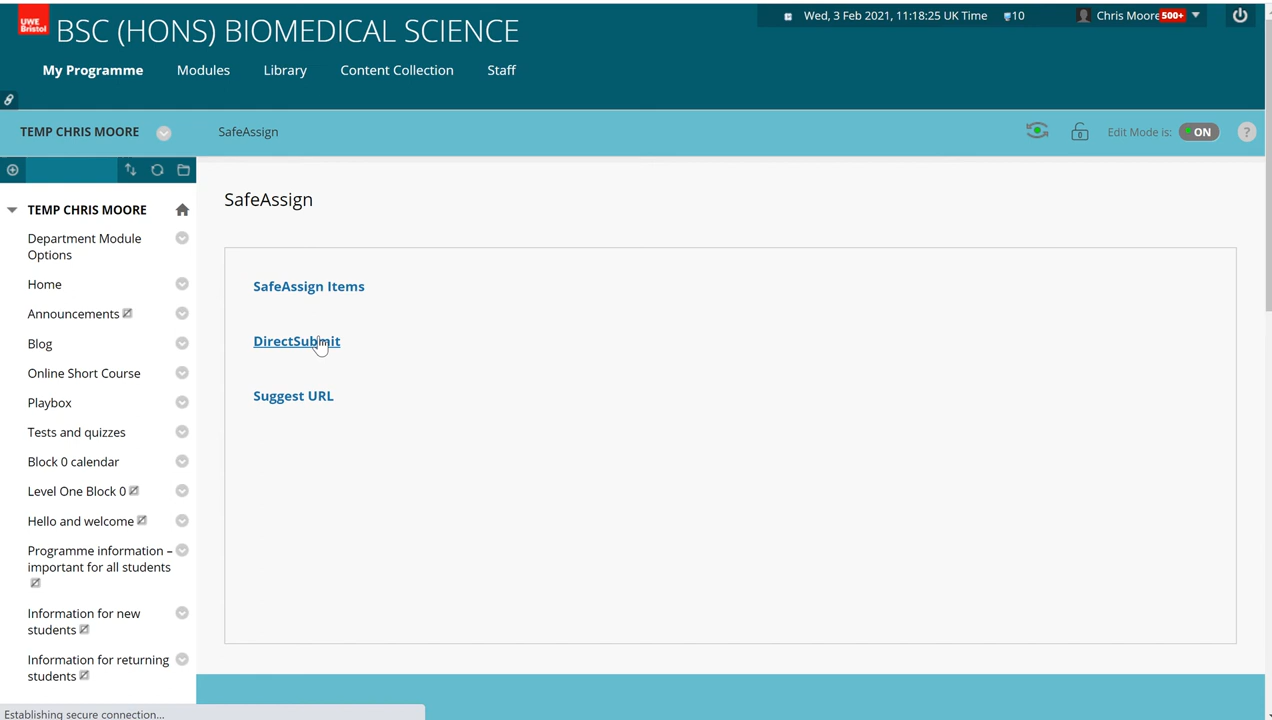 UWE
Bristol
BSC (HONS) BIOMEDICAL SCIENCE
Wed, 3 Feb 2021, 11:18:25 UK Time
10
Chris Moore 500+
My Programme Modules Library Content Collection Staff
TEMP CHRIS MOORE
SafeAssign
Edit Mode is: ON ?
TEMP CHRIS MOORE
Department Module
Options
Home
Announcements
Blog
Online Short Course
Playbox
Tests and quizzes
Block 0 calendar
Level One Block 0
Hello and welcome
Programme information –
important for all students
Information for new
students
Information for returning
students
SafeAssign
SafeAssign Items
DirectSubmit
Suggest URL
Establishing secure connection...